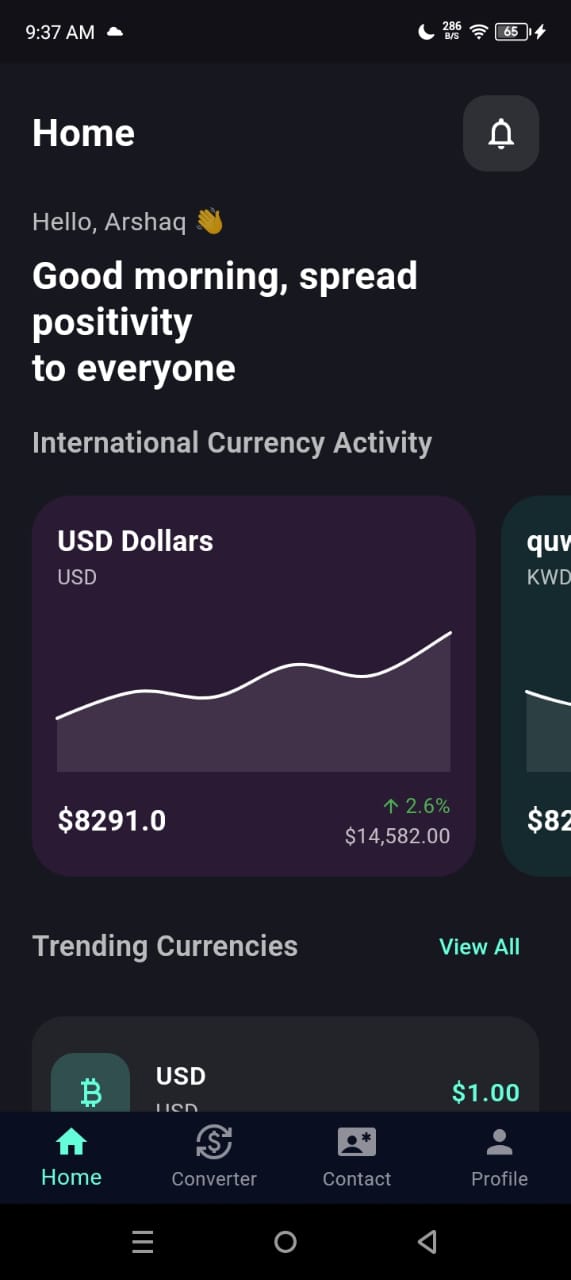 9:37 AM
286
B/S
65
Home
Hello, Arshaq 👋
Good morning, spread
positivity
to everyone
International Currency Activity
USD Dollars
USD
$8291.0
↑ 2.6%
$14,582.00
quw
KWD
$82
Trending Currencies
View All
USD
USD
$1.00
Home
Converter
Contact
Profile